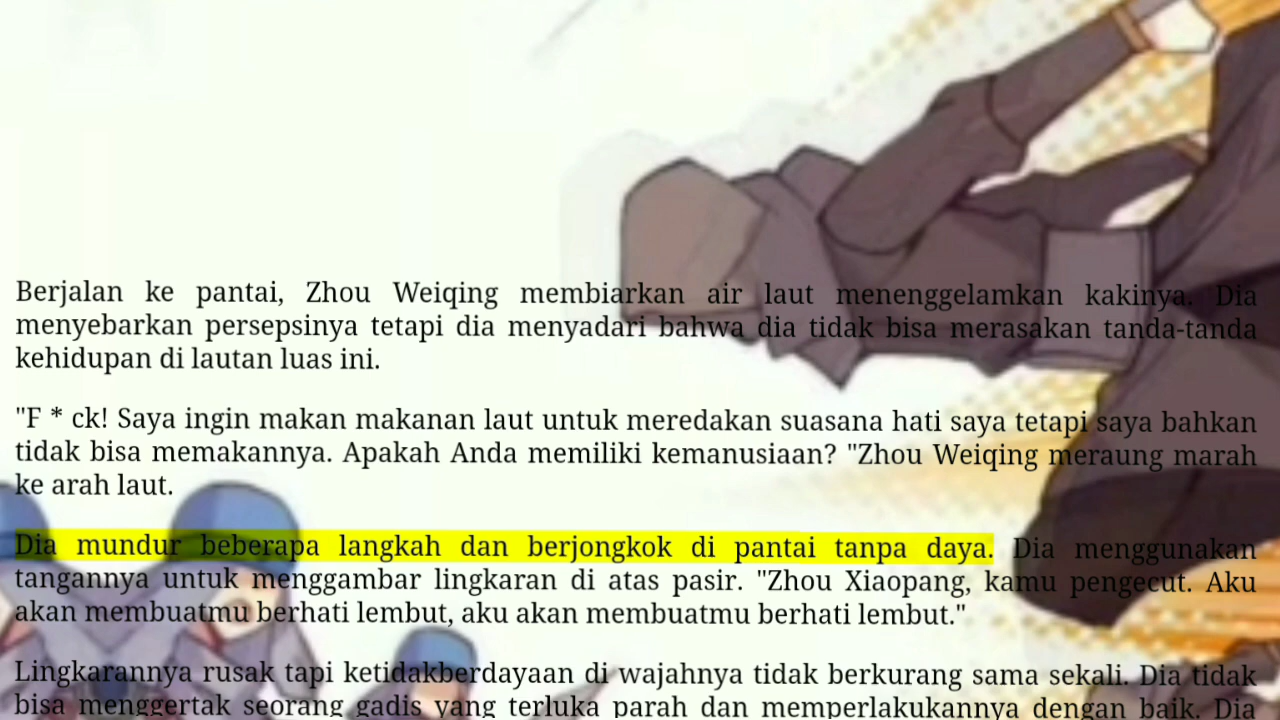 Berjalan ke pantai, Zhou Weiqing membiarkan air laut menenggelamkan kakinya. Dia
menyebarkan persepsinya tetapi dia menyadari bahwa dia tidak bisa merasakan tanda-tanda
kehidupan di lautan luas ini.
"F * ck! Saya ingin makan makanan laut untuk meredakan suasana hati saya tetapi saya bahkan
tidak bisa memakannya. Apakah Anda memiliki kemanusiaan? "Zhou Weiqing meraung marah
ke arah laut.
Dia mundur beberapa langkah dan berjongkok di pantai tanpa daya. Dia menggunakan
tangannya untuk menggambar lingkaran di atas pasir. "Zhou Xiaopang, kamu pengecut. Aku
akan membuatmu berhati lembut, aku akan membuatmu berhati lembut."
Lingkarannya rusak tapi ketidakberdayaan di wajahnya tidak berkurang sama sekali. Dia tidak
bisa menggertak seorang gadis yang terluka parah dan memperlakukannya dengan baik. Dia